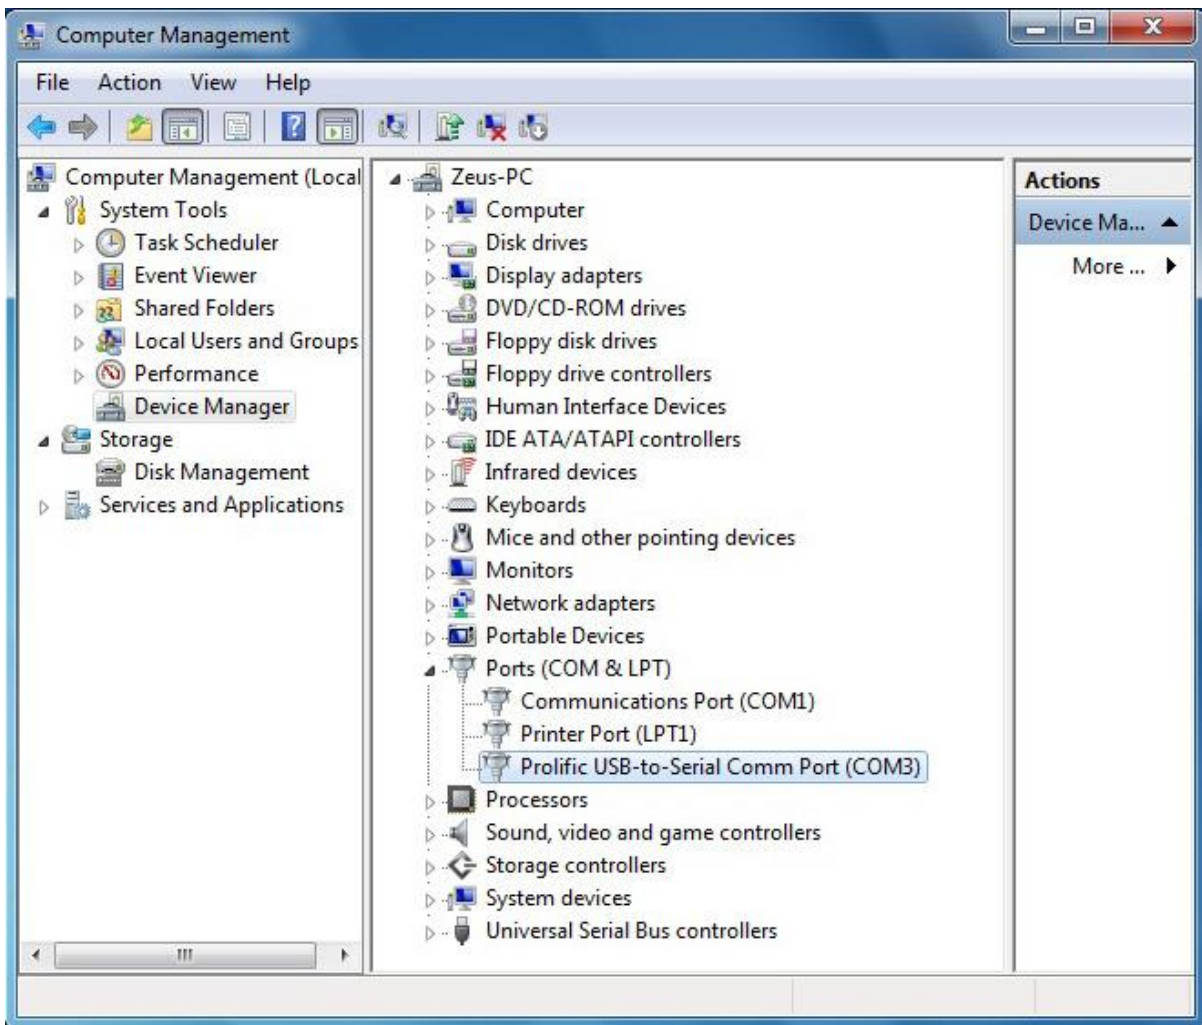 Computer Management
File Action View Help
Computer Management (Local
System Tools
Task Scheduler
Event Viewer
Shared Folders
Local Users and Groups
Performance
Device Manager
Storage
Disk Management
Services and Applications
Zeus-PC
Computer
Disk drives
Display adapters
DVD/CD-ROM drives
Floppy disk drives
Floppy drive controllers
Human Interface Devices
IDE ATA/ATAPI controllers
Infrared devices
Keyboards
Mice and other pointing devices
Monitors
Network adapters
Portable Devices
Ports (COM & LPT)
Communications Port (COM1)
Printer Port (LPT1)
Prolific USB-to-Serial Comm Port (COM3)
Processors
Sound, video and game controllers
Storage controllers
System devices
Universal Serial Bus controllers
Actions
Device Ma...
More ...